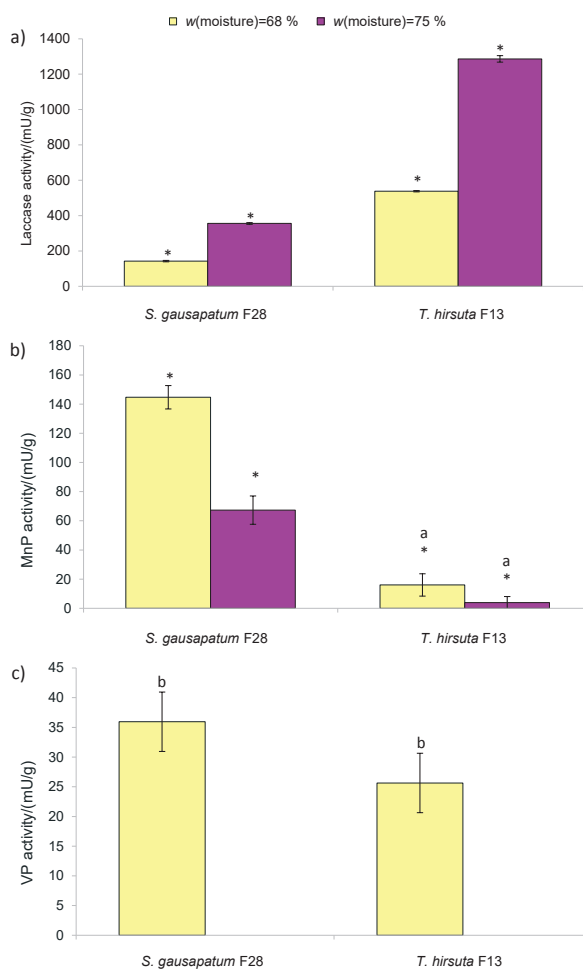 w(moisture)=68 % w(moisture)=75 %
a)
Laccase activity/(mU/g)
1400
1200
1000
800
600
400
200
0
* * * *
S. gausapatum F28 T. hirsuta F13
b)
MnP activity/(mU/g)
180
160
140
120
100
80
60
40
20
0
* * a * a *
S. gausapatum F28 T. hirsuta F13
c)
VP activity/(mU/g)
45
40
35
30
25
20
15
10
5
0
b b
S. gausapatum F28 T. hirsuta F13